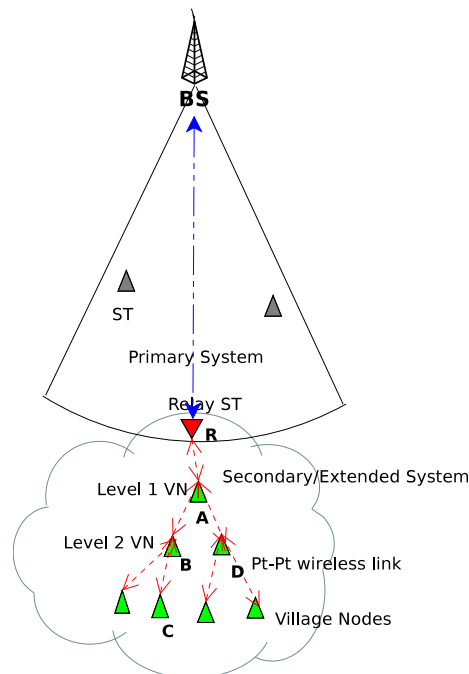 BS
ST
Primary System
Relay ST
R
Secondary/Extended System
Level 1 VN
A
Level 2 VN
B
D
Pt-Pt wireless link
C
Village Nodes